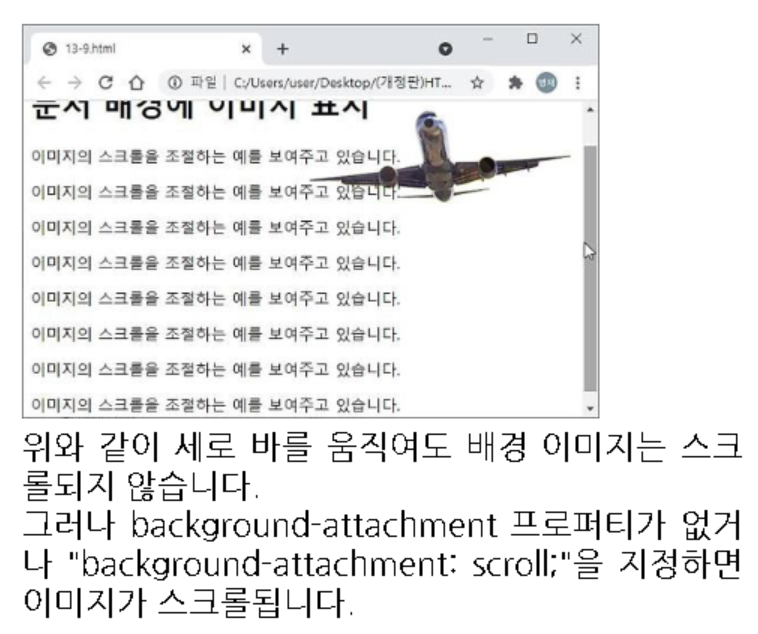 13-9.html
파일 | C:/Users/user/Desktop/(개정판)HT...
문서 배경에 이미지 표시
이미지의 스크롤을 조절하는 예를 보여주고 있습니다.
이미지의 스크롤을 조절하는 예를 보여주고 있습니다.
이미지의 스크롤을 조절하는 예를 보여주고 있습니다.
이미지의 스크롤을 조절하는 예를 보여주고 있습니다.
이미지의 스크롤을 조절하는 예를 보여주고 있습니다.
이미지의 스크롤을 조절하는 예를 보여주고 있습니다.
이미지의 스크롤을 조절하는 예를 보여주고 있습니다.
이미지의 스크롤을 조절하는 예를 보여주고 있습니다.
위와 같이 세로 바를 움직여도 배경 이미지는 스크
롤되지 않습니다.
그러나 background-attachment 프로퍼티가 없거
나 "background-attachment: scroll;"을 지정하면
이미지가 스크롤됩니다.